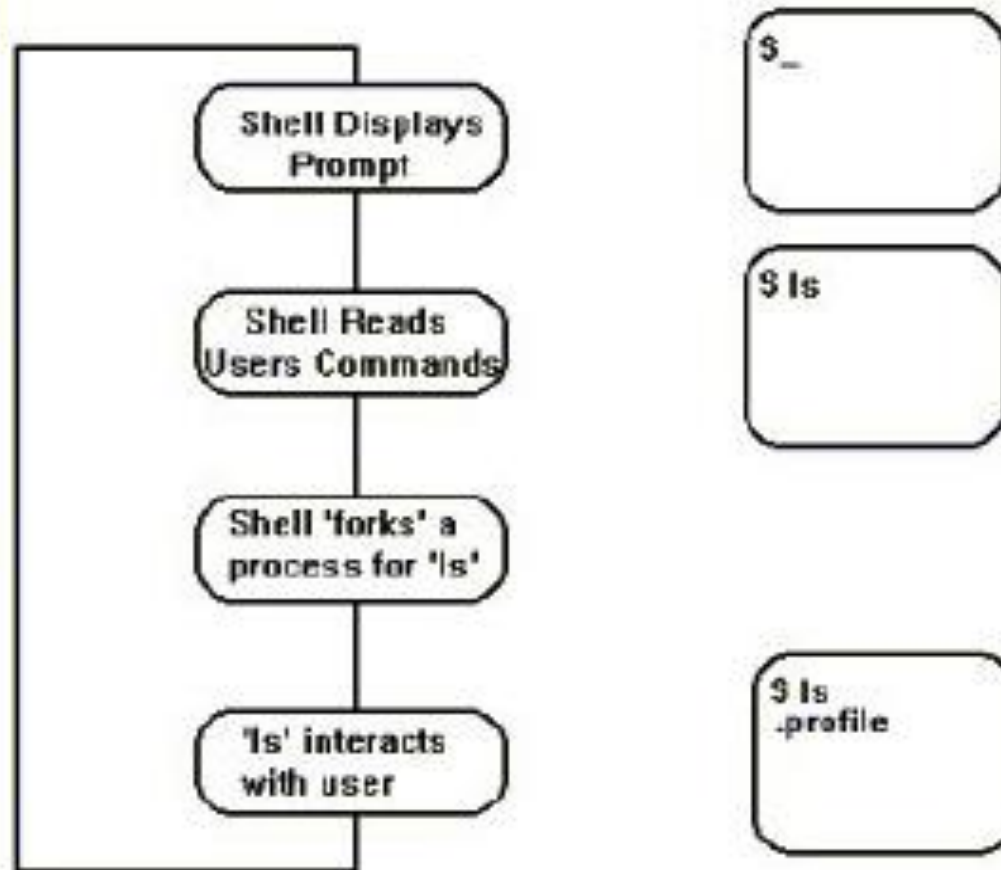 Shell Displays
Prompt
$_
Shell Reads
Users Commands
$ ls
Shell 'forks' a
process for 'ls'
'ls' interacts
with user
$ ls
.profile